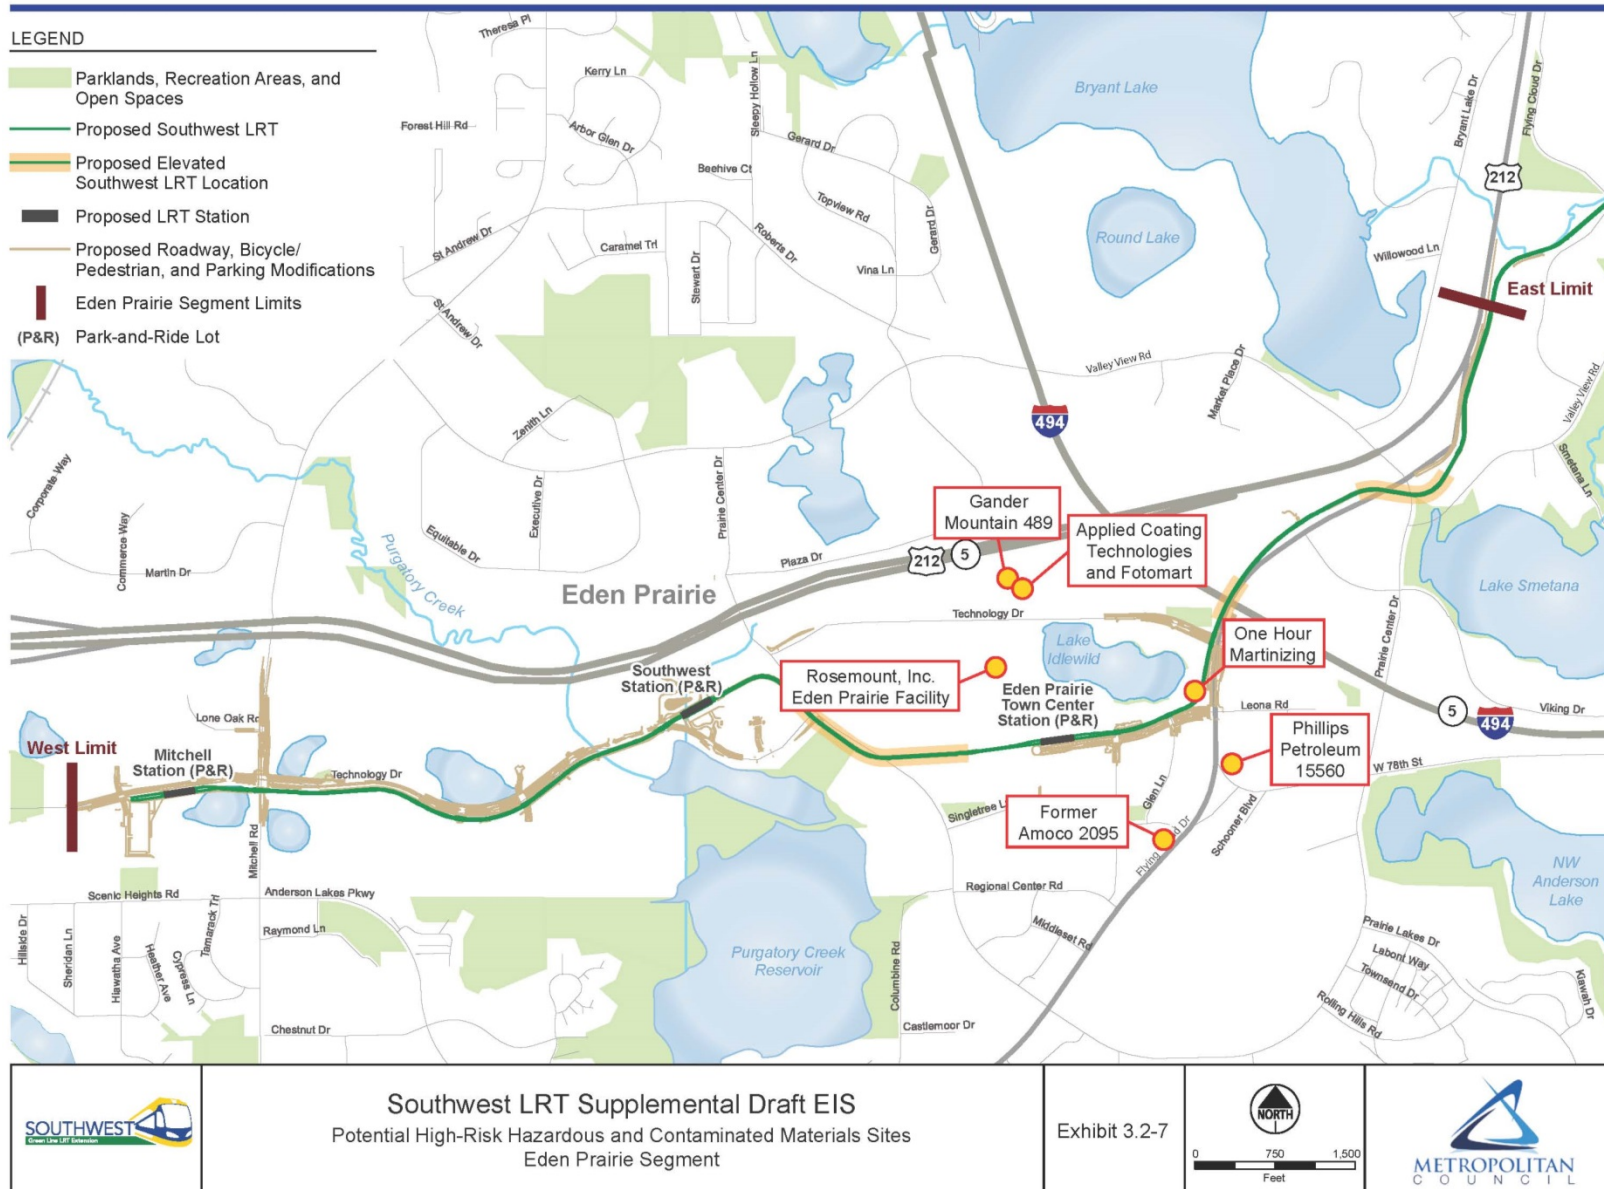 LEGEND
Parklands, Recreation Areas, and
Open Spaces
Proposed Southwest LRT
Proposed Elevated
Southwest LRT Location
Proposed LRT Station
Proposed Roadway, Bicycle/
Pedestrian, and Parking Modifications
Eden Prairie Segment Limits
(P&R) Park-and-Ride Lot
Theresa Pl
Kerry Ln
Sleepy Hollow Ln
Forest Hill Rd
Arbor Glen Dr
Gerard Dr
Beehive Ct
Topview Rd
Gerard Dr
St Andrew Dr
Caramel Trl
Stewart Dr
Roberts Dr
Vina Ln
St Andrew Dr
Bryant Lake
Bryant Lake Dr
Flying Cloud Dr
212
Round Lake
Willowood Ln
East Limit
Valley View Rd
Market Place Dr
Valley View Rd
494
Zenith Ln
Prairie Center Dr
Executive Dr
Equitable Dr
Corporate Way
Commerce Way
Martin Dr
Purgatory Creek
Eden Prairie
Plaza Dr
212
5
Gander
Mountain 489
Applied Coating
Technologies
and Fotomart
Smetana Ln
Lake Smetana
Technology Dr
Prairie Center Dr
Lake
Idlewild
One Hour
Martinizing
Southwest
Station (P&R)
Rosemount, Inc.
Eden Prairie Facility
Eden Prairie
Town Center
Station (P&R)
Leona Rd
5
494
Viking Dr
Lone Oak Rd
West Limit
Mitchell
Station (P&R)
Technology Dr
Phillips
Petroleum
15560
W 78th St
Singletree L
Glen Ln
Former
Amoco 2095
Flying
d Dr
Schooner Blvd
Mitchell Rd
NW
Anderson
Lake
Scenic Heights Rd
Anderson Lakes Pkwy
Regional Center Rd
Hillside Dr
Sheridan Ln
Hiawatha Ave
Heather Ave
Cypress Ln
Tamarack Trl
Raymond Ln
Middleset Rd
Prairie Lakes Dr
Labont Way
Townsend Dr
Rolling Hills Rd
Kiawah Dr
Purgatory Creek
Reservoir
Columbine Rd
Chestnut Dr
Castlemoor Dr
SOUTHWEST
Green Line LRT Extension
Southwest LRT Supplemental Draft EIS
Potential High-Risk Hazardous and Contaminated Materials Sites
Eden Prairie Segment
Exhibit 3.2-7
NORTH
0 750 1,500
Feet
METROPOLITAN
COUNCIL